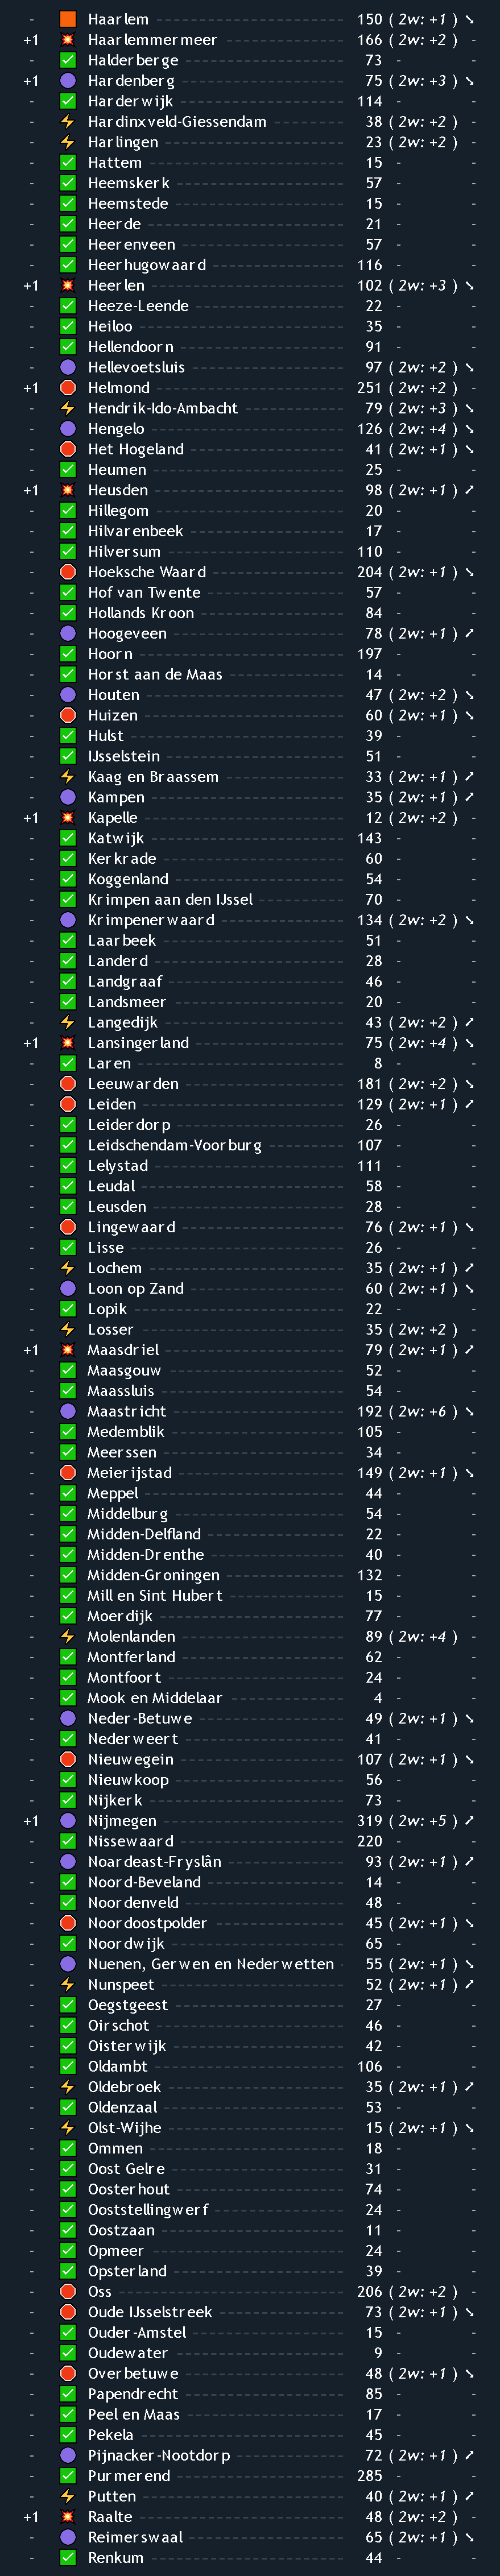 - Haarlem 150 ( 2w: +1 ) ➘
+1 Haarlemmermeer 166 ( 2w: +2 ) -
- Halderberge 73 - -
+1 Hardenberg 75 ( 2w: +3 ) ➘
- Harderwijk 114 - -
- Hardinxveld-Giessendam 38 ( 2w: +2 ) -
- Harlingen 23 ( 2w: +2 ) -
- Hattem 15 - -
- Heemskerk 57 - -
- Heemstede 15 - -
- Heerde 21 - -
- Heerenveen 57 - -
- Heerhugowaard 116 - -
+1 Heerlen 102 ( 2w: +3 ) ➘
- Heeze-Leende 22 - -
- Heiloo 35 - -
- Hellendoorn 91 - -
- Hellevoetsluis 97 ( 2w: +2 ) ➘
+1 Helmond 251 ( 2w: +2 ) -
- Hendrik-Ido-Ambacht 79 ( 2w: +3 ) ➘
- Hengelo 126 ( 2w: +4 ) ➘
- Het Hogeland 41 ( 2w: +1 ) ➘
- Heumen 25 - -
+1 Heusden 98 ( 2w: +1 ) ➚
- Hillegom 20 - -
- Hilvarenbeek 17 - -
- Hilversum 110 - -
- Hoeksche Waard 204 ( 2w: +1 ) ➘
- Hof van Twente 57 - -
- Hollands Kroon 84 - -
- Hoogeveen 78 ( 2w: +1 ) ➚
- Hoorn 197 - -
- Horst aan de Maas 14 - -
- Houten 47 ( 2w: +2 ) ➘
- Huizen 60 ( 2w: +1 ) ➘
- Hulst 39 - -
- IJsselstein 51 - -
- Kaag en Braassem 33 ( 2w: +1 ) ➚
- Kampen 35 ( 2w: +1 ) ➚
+1 Kapelle 12 ( 2w: +2 ) -
- Katwijk 143 - -
- Kerkrade 60 - -
- Koggenland 54 - -
- Krimpen aan den IJssel 70 - -
- Krimpenerwaard 134 ( 2w: +2 ) ➘
- Laarbeek 51 - -
- Landerd 28 - -
- Landgraaf 46 - -
- Landsmeer 20 - -
- Langedijk 43 ( 2w: +2 ) ➚
+1 Lansingerland 75 ( 2w: +4 ) ➘
- Laren 8 - -
- Leeuwarden 181 ( 2w: +2 ) ➘
- Leiden 129 ( 2w: +1 ) ➚
- Leiderdorp 26 - -
- Leidschendam-Voorburg 107 - -
- Lelystad 111 - -
- Leudal 58 - -
- Leusden 28 - -
- Lingewaard 76 ( 2w: +1 ) ➘
- Lisse 26 - -
- Lochem 35 ( 2w: +1 ) ➚
- Loon op Zand 60 ( 2w: +1 ) ➘
- Lopik 22 - -
- Losser 35 ( 2w: +2 ) -
+1 Maasdriel 79 ( 2w: +1 ) ➚
- Maasgouw 52 - -
- Maassluis 54 - -
- Maastricht 192 ( 2w: +6 ) ➘
- Medemblik 105 - -
- Meerssen 34 - -
- Meierijstad 149 ( 2w: +1 ) ➘
- Meppel 44 - -
- Middelburg 54 - -
- Midden-Delfland 22 - -
- Midden-Drenthe 40 - -
- Midden-Groningen 132 - -
- Mill en Sint Hubert 15 - -
- Moerdijk 77 - -
- Molenlanden 89 ( 2w: +4 ) -
- Montferland 62 - -
- Montfoort 24 - -
- Mook en Middelaar 4 - -
- Neder-Betuwe 49 ( 2w: +1 ) ➘
- Nederweert 41 - -
- Nieuwegein 107 ( 2w: +1 ) ➘
- Nieuwkoop 56 - -
- Nijkerk 73 - -
+1 Nijmegen 319 ( 2w: +5 ) ➚
- Nissewaard 220 - -
- Noardeast-Fryslân 93 ( 2w: +1 ) ➚
- Noord-Beveland 14 - -
- Noordenveld 48 - -
- Noordoostpolder 45 ( 2w: +1 ) ➘
- Noordwijk 65 - -
- Nuenen, Gerwen en Nederwetten 55 ( 2w: +1 ) ➘
- Nunspeet 52 ( 2w: +1 ) ➚
- Oegstgeest 27 - -
- Oirschot 46 - -
- Oisterwijk 42 - -
- Oldambt 106 - -
- Oldebroek 35 ( 2w: +1 ) ➚
- Oldenzaal 53 - -
- Olst-Wijhe 15 ( 2w: +1 ) ➘
- Ommen 18 - -
- Oost Gelre 31 - -
- Oosterhout 74 - -
- Ooststellingwerf 24 - -
- Oostzaan 11 - -
- Opmeer 24 - -
- Opsterland 39 - -
- Oss 206 ( 2w: +2 ) -
- Oude IJsselstreek 73 ( 2w: +1 ) ➘
- Ouder-Amstel 15 - -
- Oudewater 9 - -
- Overbetuwe 48 ( 2w: +1 ) ➘
- Papendrecht 85 - -
- Peel en Maas 17 - -
- Pekela 45 - -
- Pijnacker-Nootdorp 72 ( 2w: +1 ) ➚
- Purmerend 285 - -
- Putten 40 ( 2w: +1 ) ➚
+1 Raalte 48 ( 2w: +2 ) -
- Reimerswaal 65 ( 2w: +1 ) ➘
- Renkum 44 - -